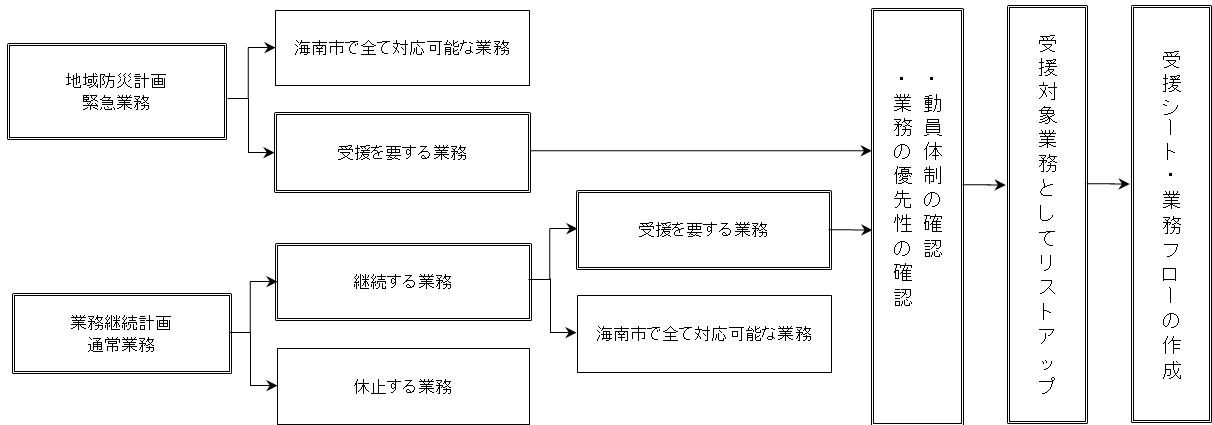 地域防災計画
緊急業務
海南市で全て対応可能な業務
受援を要する業務
業務継続計画
通常業務
継続する業務
休止する業務
受援を要する業務
海南市で全て対応可能な業務
・動員体制の確認
・業務の優先性の確認
受援対象業務としてリストアップ
受援シート・業務フローの作成